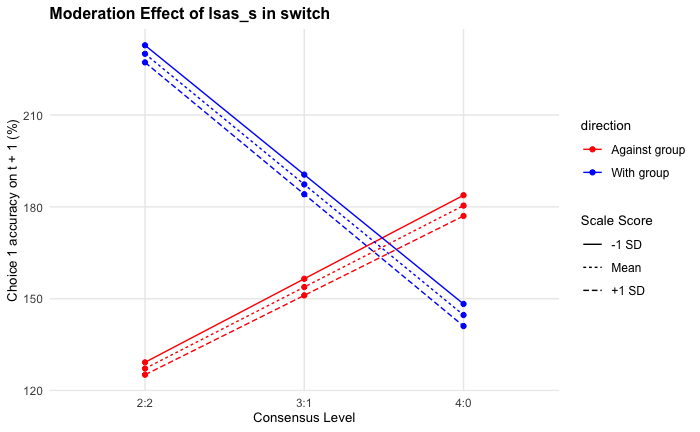 Moderation Effect of lsas_s in switch
Choice 1 accuracy on t + 1 (%)
210
180
150
120
2:2
3:1
4:0
Consensus Level
direction
Against group
With group
Scale Score
-1 SD
Mean
+1 SD